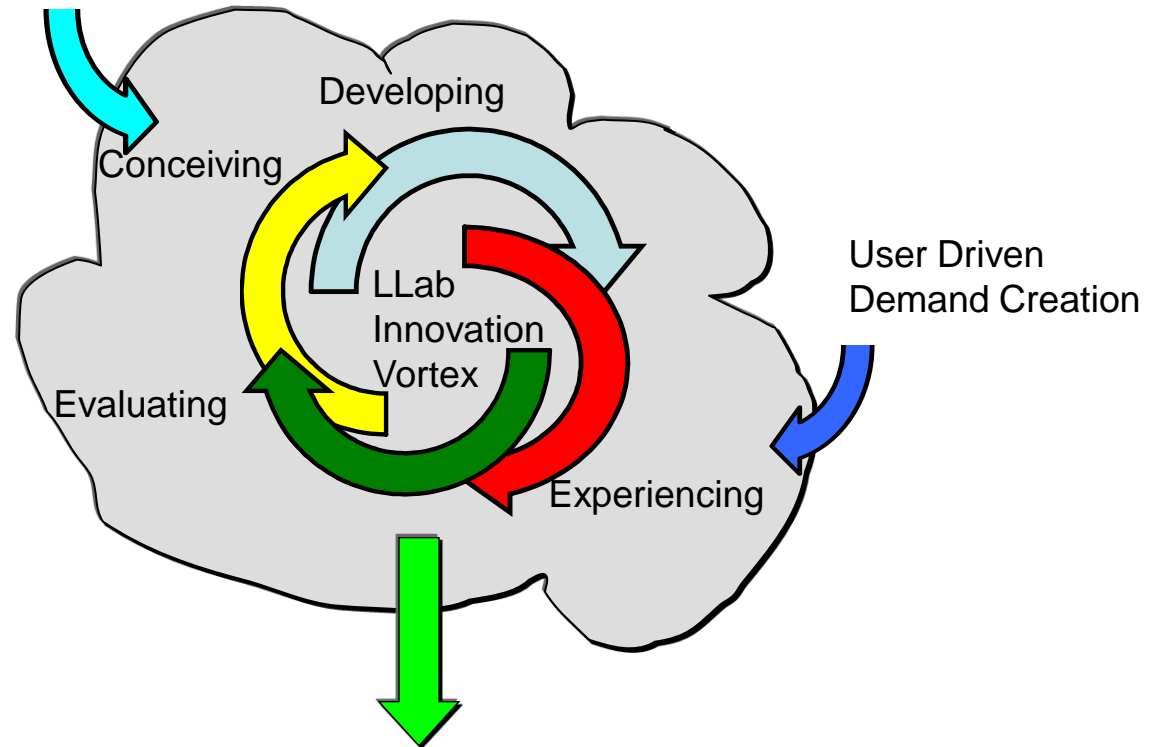 Developing
Conceiving
User Driven
Demand Creation
LLab
Innovation
Vortex
Evaluating
Experiencing